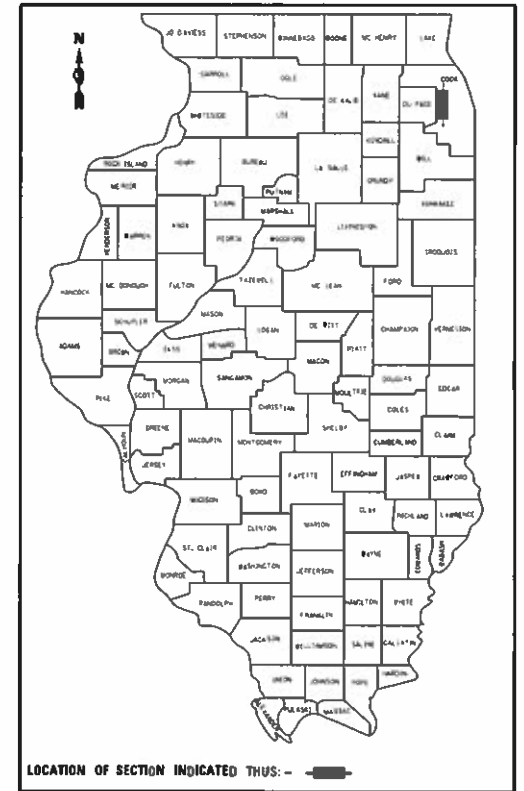 JO DAVIESS STEPHENSON WINNEBAGO BOONE MC HENRY LAKE
N
CARROLL OGLE COOK
DE KALB KANE DU PAGE
WHITESIDE LEE
KENDALL
ROCK ISLAND HENRY BUREAU LA SALLE GRUNDY WILL
MERCER PUTNAM
STARK MARSHALL KANKAKEE
HENDERSON WARREN KNOX PEORIA WOODFORD LIVINGSTON
IROQUOIS
HANCOCK MC DONOUGH FULTON TAZEWELL MC LEAN FORD
MASON
SCHUYLER LOGAN DE WITT CHAMPAIGN VERMILION
ADAMS BROWN CASS MENARD MACON PIATT
MORGAN SANGAMON DOUGLAS EDGAR
PIKE SCOTT CHRISTIAN MOULTRIE COLES
GREENE SHELBY
CALHOUN MACOUPIN MONTGOMERY CUMBERLAND CLARK
JERSEY
FAYETTE EFFINGHAM JASPER CRAWFORD
MADISON BOND
CLAY RICHLAND LAWRENCE
CLINTON MARION
ST. CLAIR WAYNE EDWARDS WABASH
WASHINGTON JEFFERSON
MONROE
RANDOLPH PERRY HAMILTON WHITE
FRANKLIN
JACKSON WILLIAMSON SALINE GALLATIN
UNION JOHNSON POPE HARDIN
ALEXANDER PULASKI MASSAC
LOCATION OF SECTION INDICATED THUS: -